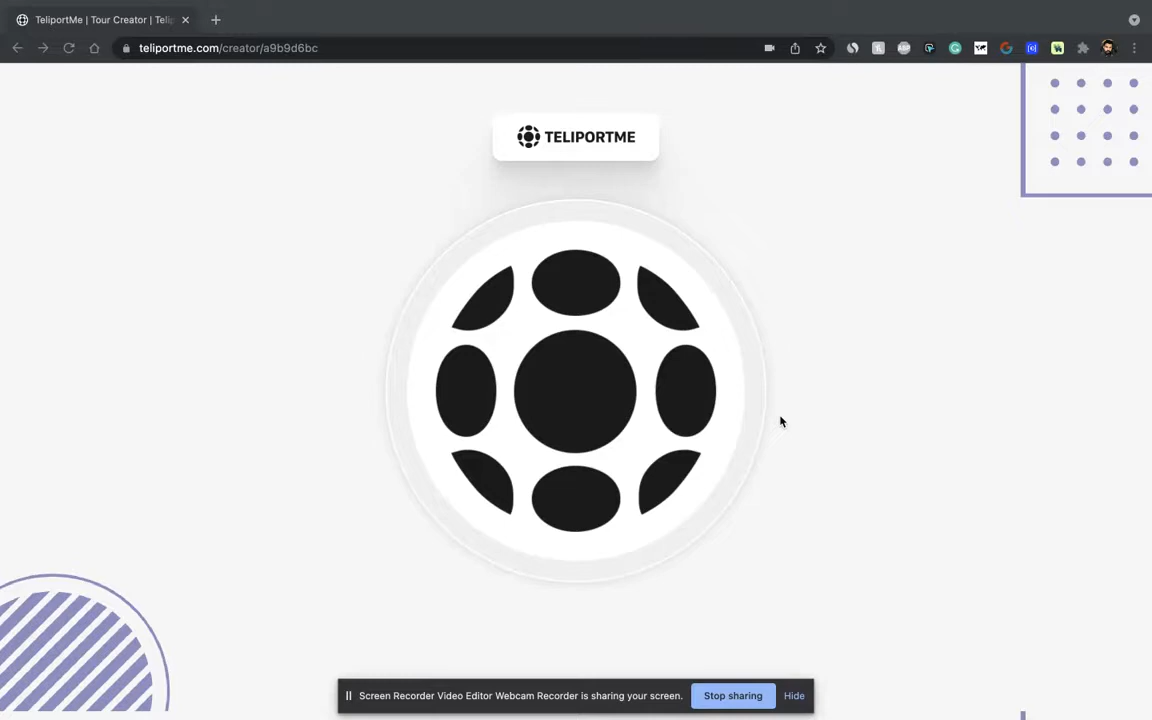 TeliportMe | Tour Creator | Teli
teliportme.com/creator/a9b9d6bc
TELIPORTME
Screen Recorder Video Editor Webcam Recorder is sharing your screen.
Stop sharing
Hide